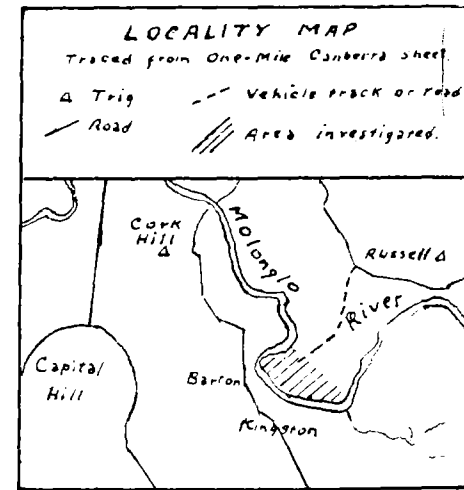 LOCALITY MAP
Traced from One-Mile Canberra sheet.
Trig
Vehicle track or road
Road
Area investigated.
Cork
Hill
Molonglo
River
Russell
Capital
Hill
Barton
Kingston